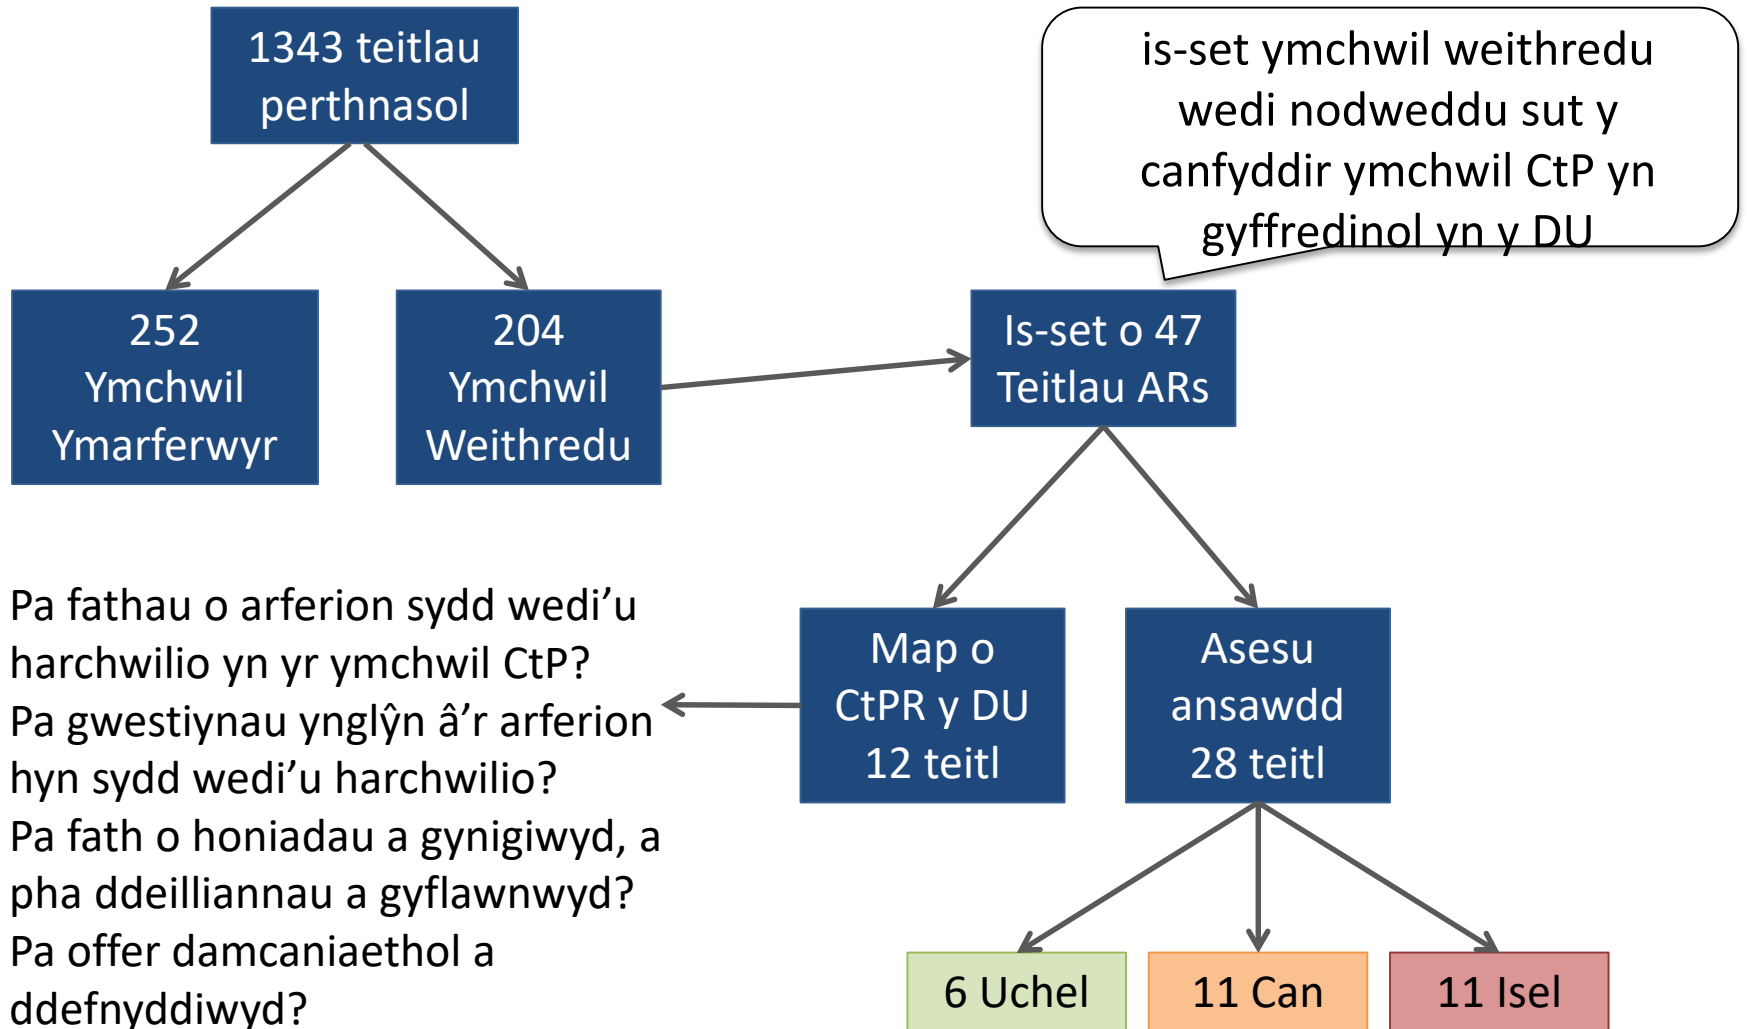 1343 teitlau
perthnasol
is-set ymchwil weithredu
wedi nodweddu sut y
canfyddir ymchwil CtP yn
gyffredinol yn y DU
252
Ymchwil
Ymarferwyr
204
Ymchwil
Weithredu
Is-set o 47
Teitlau ARs
Pa fathau o arferion sydd wedi’u
harchwilio yn yr ymchwil CtP?
Pa gwestiynau ynglŷn â’r arferion
hyn sydd wedi’u harchwilio?
Pa fath o honiadau a gynigiwyd, a
pha ddeilliannau a gyflawnwyd?
Pa offer damcaniaethol a
ddefnyddiwyd?
Map o
CtPR y DU
12 teitl
Asesu
ansawdd
28 teitl
6 Uchel
11 Can
11 Isel